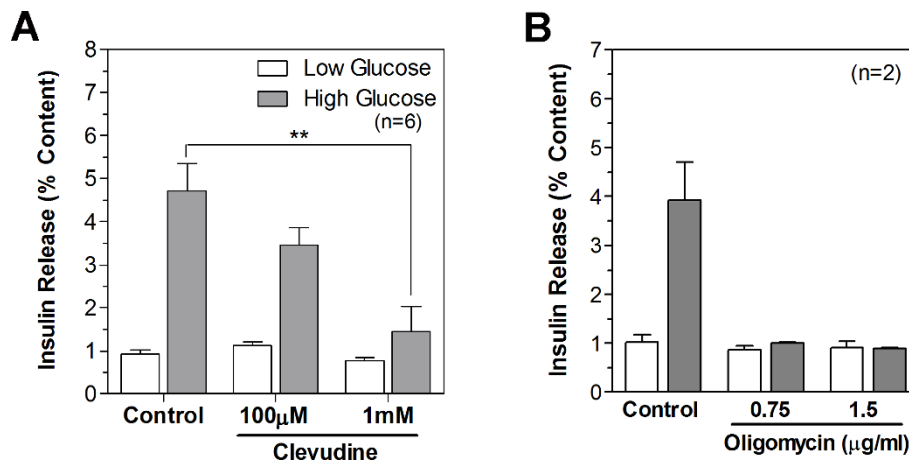 A
Insulin Release (% Content)
8
7
6
5
4
3
2
1
0
Low Glucose
High Glucose
(n=6)
**
Control
100μM
1mM
Clevudine
B
Insulin Release (% Content)
7
6
5
4
3
2
1
0
(n=2)
Control
0.75
1.5
Oligomycin (μg/ml)